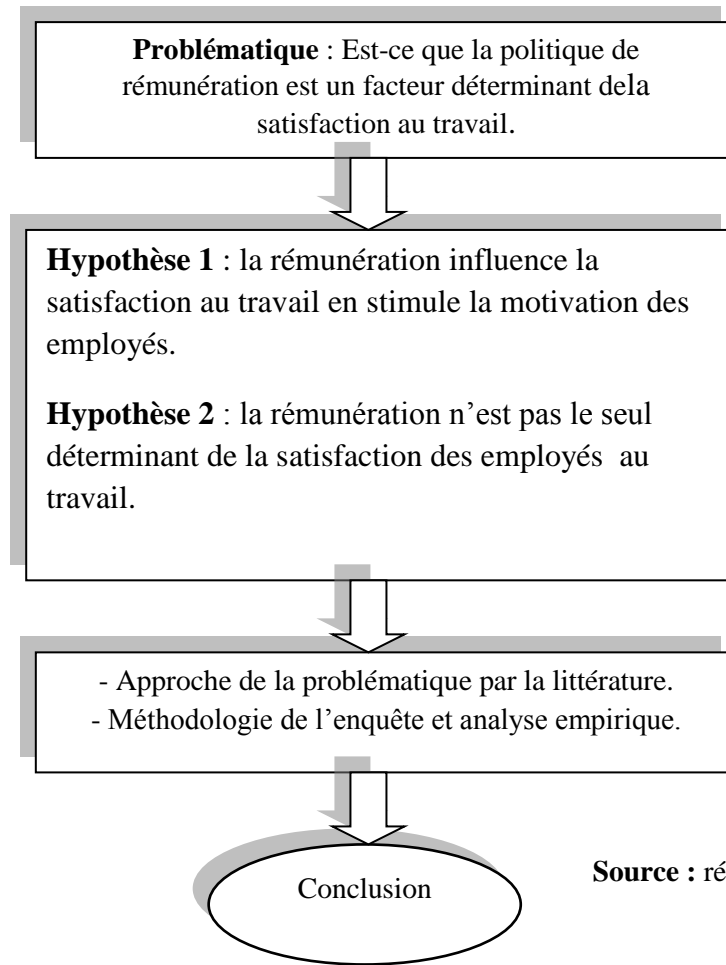 Problématique : Est-ce que la politique de
rémunération est un facteur déterminant dela
satisfaction au travail.
Hypothèse 1 : la rémunération influence la
satisfaction au travail en stimule la motivation des
employés.
Hypothèse 2 : la rémunération n’est pas le seul
déterminant de la satisfaction des employés au
travail.
- Approche de la problématique par la littérature.
- Méthodologie de l’enquête et analyse empirique.
Conclusion
Source :